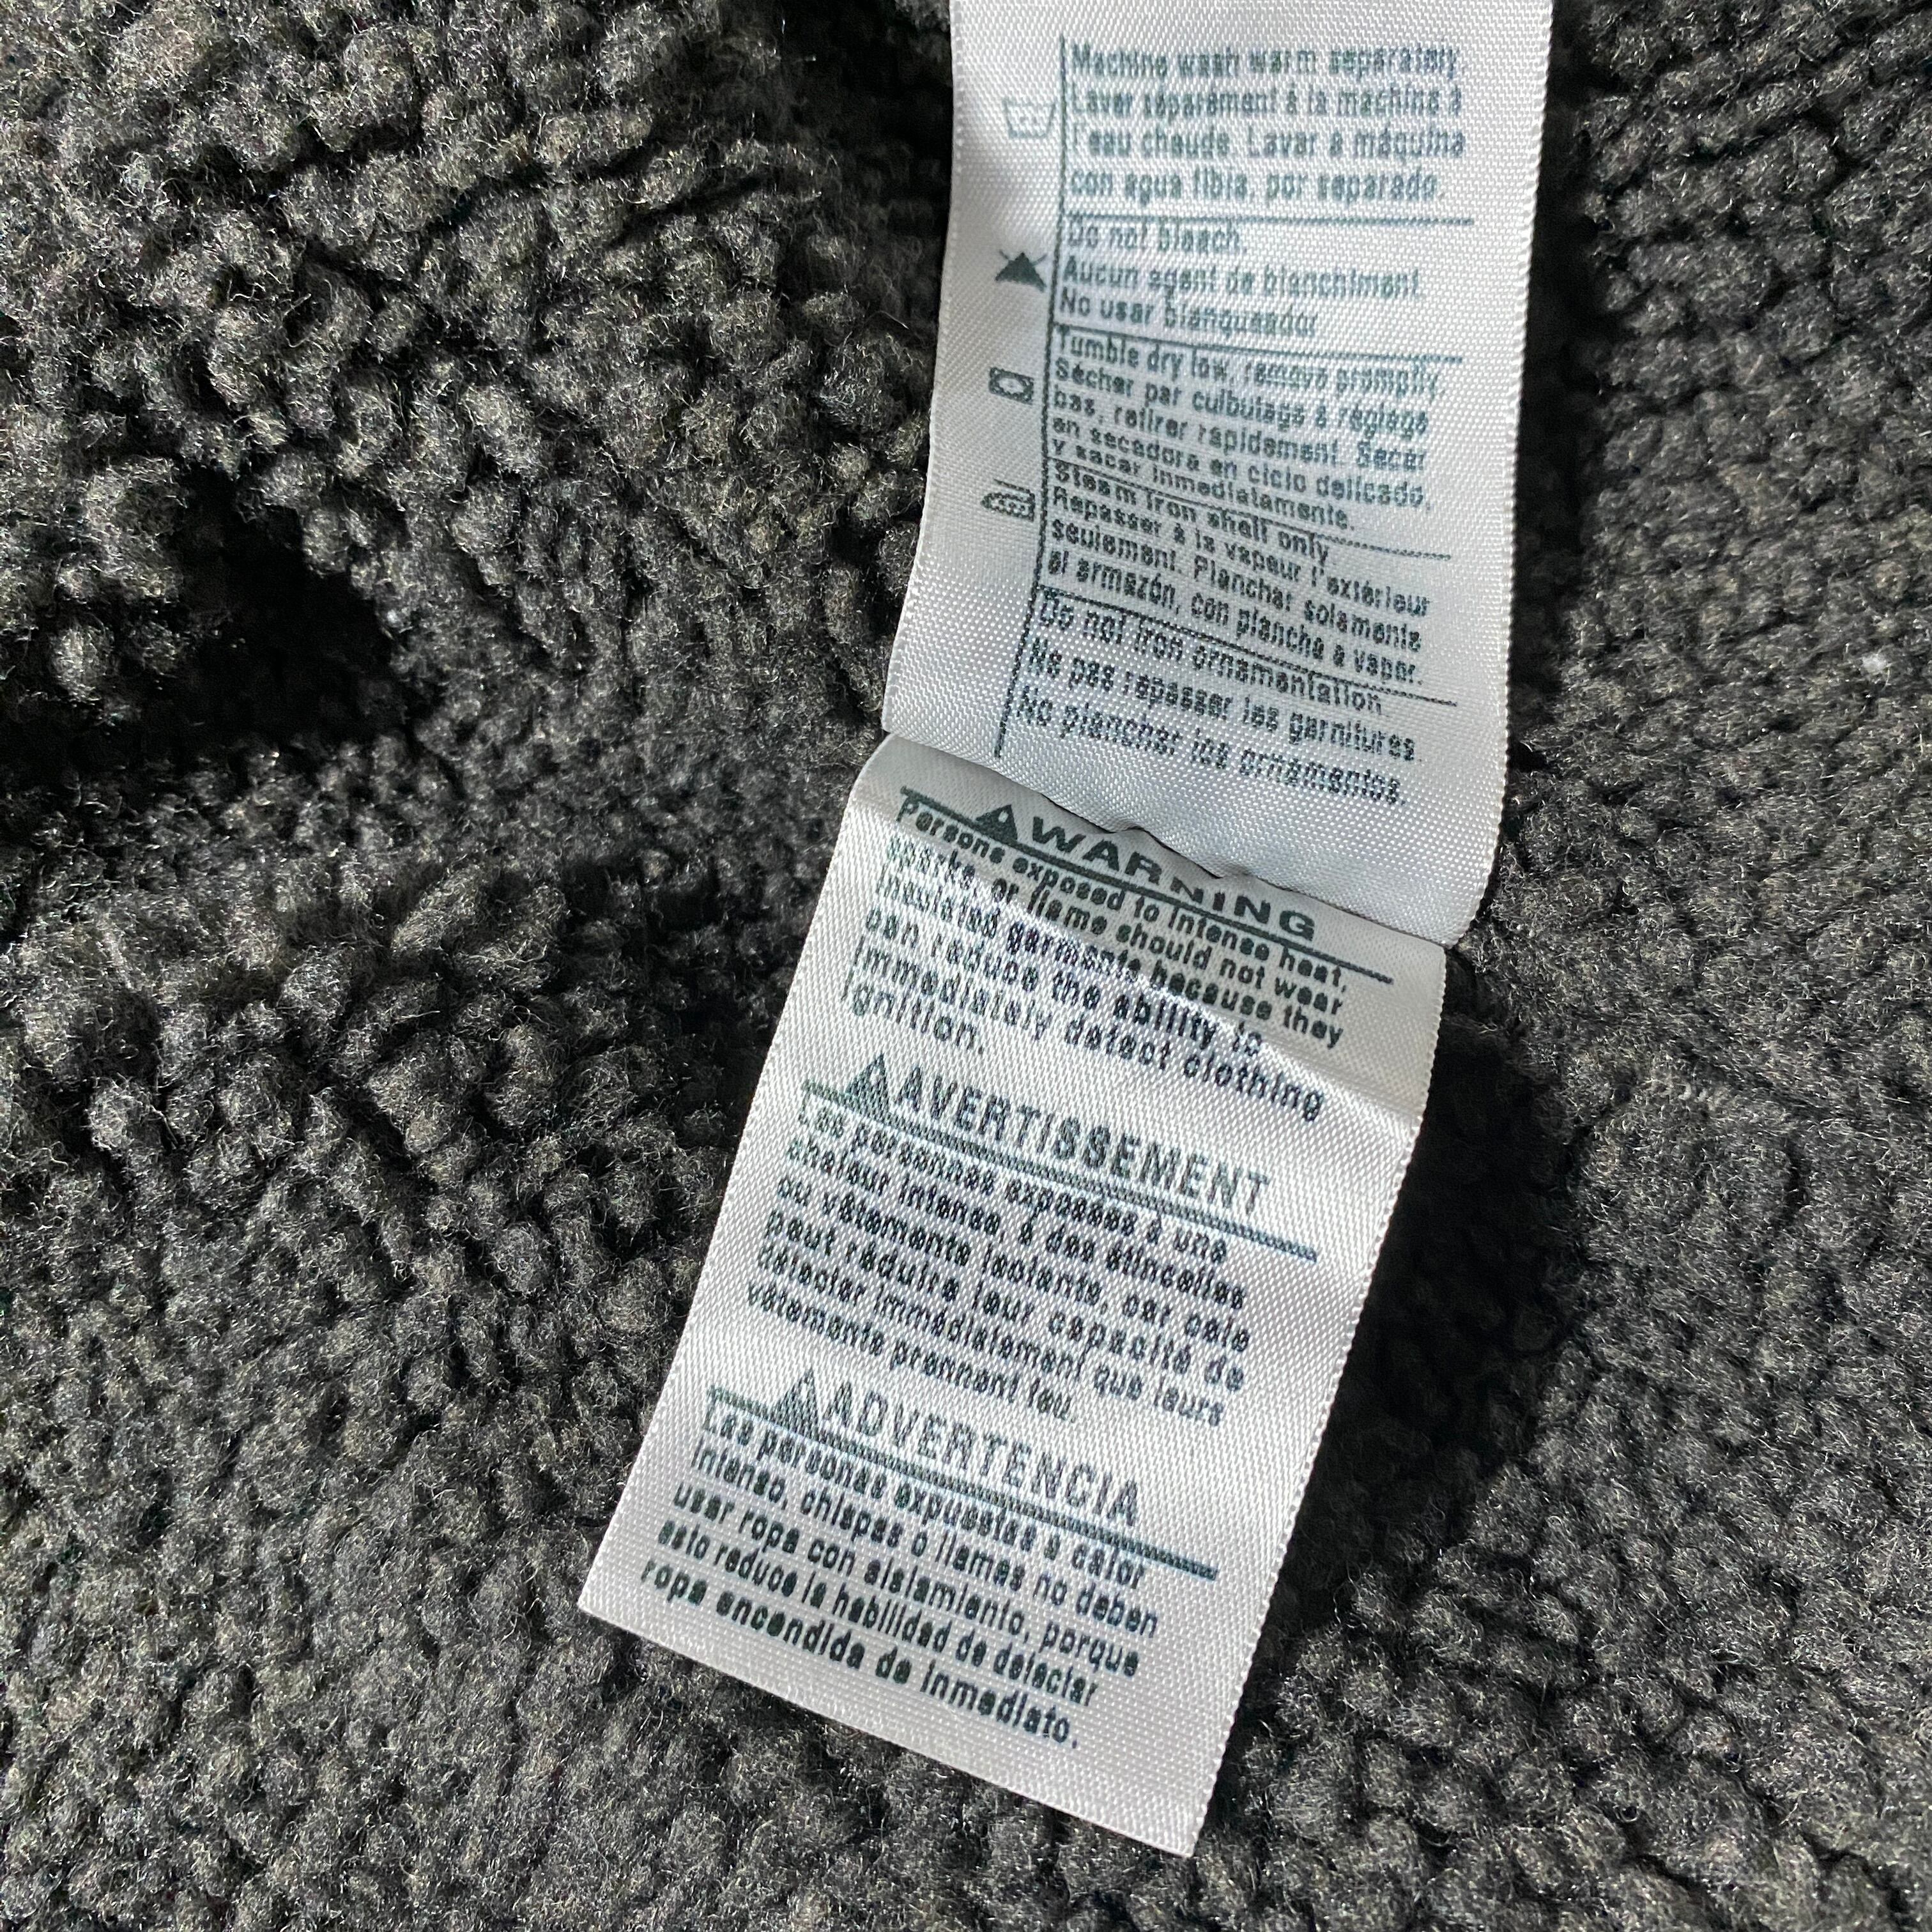 Machine wash warm separately
Laver séparément à la machine à
l'eau chaude. Lavar a máquina
con agua tibia, por separado.
Do not bleach.
Aucun agent de blanchiment.
No usar blanqueador
Tumble dry low, remove promptly
Sécher par culbutage à réglage
bas, retirer rapidement. Secar
en secadora en ciclo delicado,
y sacar inmediatamente.
Steam iron shell only
Repasser à la vapeur l'extérieur
seulement. Planchar solamente
el armazón, con plancha a vapor.
Do not iron ornamentation.
Ne pas repasser les garnitures.
No planchar los ornamentos.
WARNING
Persons exposed to intense heat,
sparks, or flame should not wear
insulated garments because they
can reduce the ability to
immediately detect clothing
ignition.
AVERTISSEMENT
Les personnes exposées à une
chaleur intense, à des étincelles
ou vêtements isolants, car cele
peut réduire leur capacité de
détecter immédiatement que leurs
vêtements prennent feu.
ADVERTENCIA
Las personas expuestas a calor
intenso, chispas o llamas no deben
usar ropa con aislamiento, porque
esto reduce la habilidad de detectar
ropa encendida de inmediato.